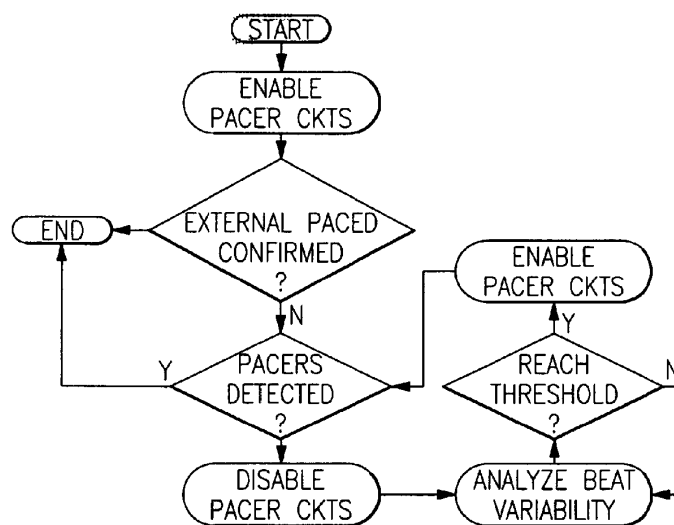 START
ENABLE
PACER CKTS
EXTERNAL PACED
CONFIRMED
?
END
N
ENABLE
PACER CKTS
Y
PACERS
DETECTED
?
Y
REACH
THRESHOLD
?
N
DISABLE
PACER CKTS
ANALYZE BEAT
VARIABILITY